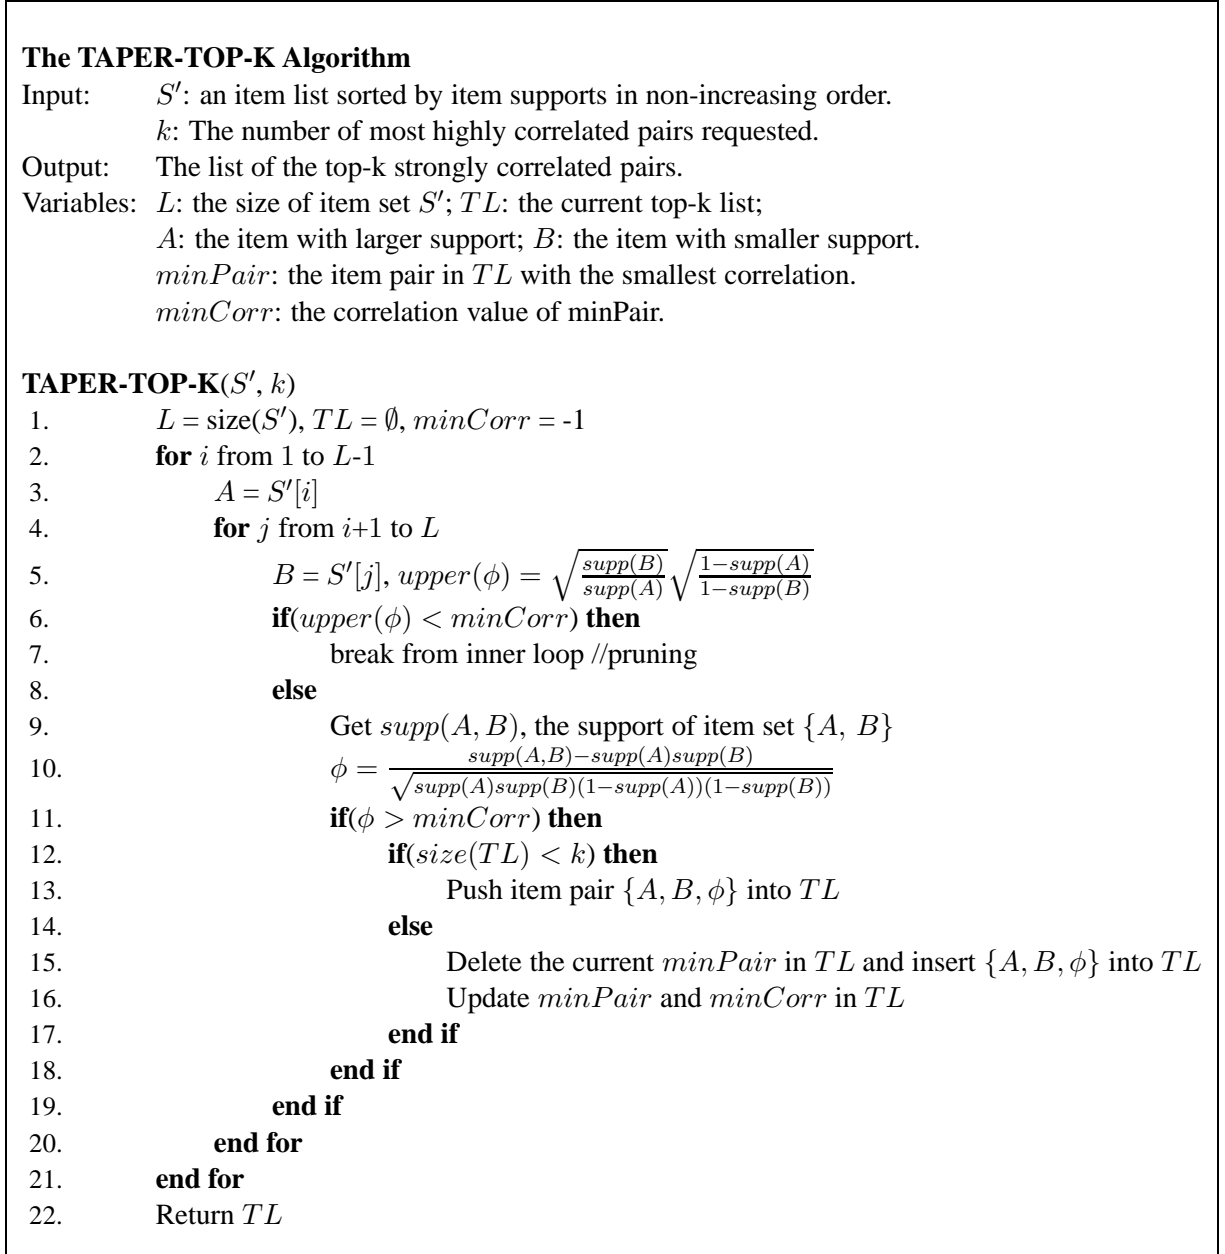 The TAPER-TOP-K Algorithm
Input: S′: an item list sorted by item supports in non-increasing order.
k: The number of most highly correlated pairs requested.
Output: The list of the top-k strongly correlated pairs.
Variables: L: the size of item set S′; TL: the current top-k list;
A: the item with larger support; B: the item with smaller support.
minPair: the item pair in TL with the smallest correlation.
minCorr: the correlation value of minPair.
TAPER-TOP-K(S′, k)
1. L = size(S′), TL = ∅, minCorr = -1
2. for i from 1 to L-1
3. A = S′[i]
4. for j from i+1 to L
5. B = S′[j], upper(φ) = √(supp(B)/supp(A)) √((1−supp(A))/(1−supp(B)))
6. if(upper(φ) < minCorr) then
7. break from inner loop //pruning
8. else
9. Get supp(A, B), the support of item set {A, B}
10. φ = (supp(A,B)−supp(A)supp(B))/√(supp(A)supp(B)(1−supp(A))(1−supp(B)))
11. if(φ > minCorr) then
12. if(size(TL) < k) then
13. Push item pair {A, B, φ} into TL
14. else
15. Delete the current minPair in TL and insert {A, B, φ} into TL
16. Update minPair and minCorr in TL
17. end if
18. end if
19. end if
20. end for
21. end for
22. Return TL